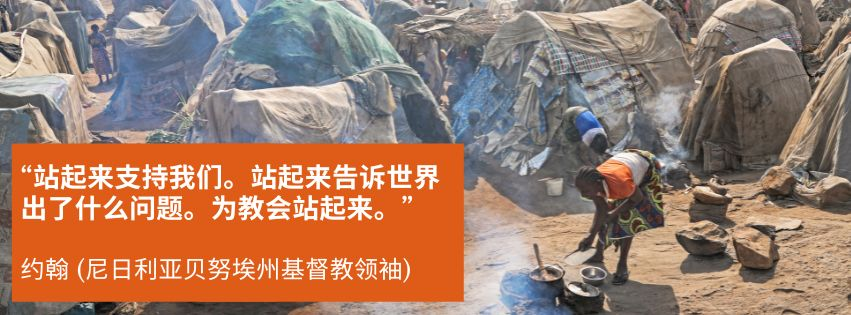 “站起来支持我们。站起来告诉世界
出了什么问题。为教会站起来。”
约翰 (尼日利亚贝努埃州基督教领袖)